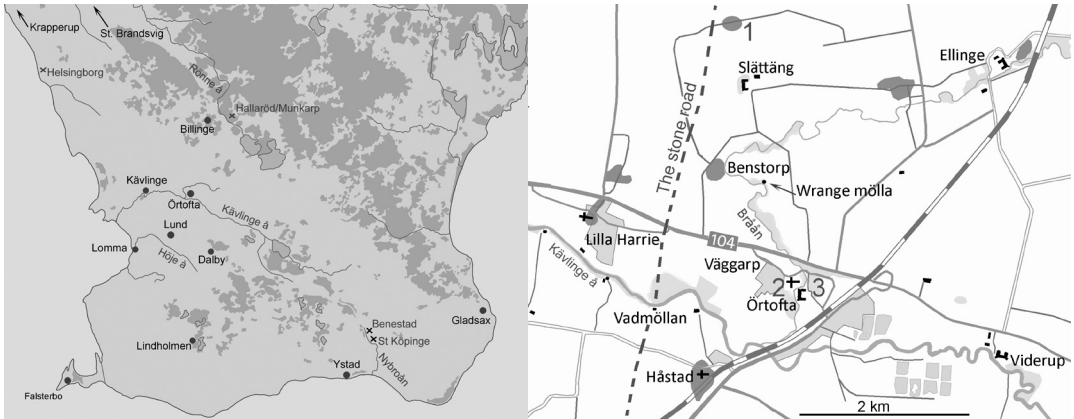 Krapperup
St. Brandsvig
Helsingborg
Rönne å
Hallaröd/Munkarp
Billinge
Kävlinge
Örtofta
Kävlinge å
Lund
Lomma
Höje å
Dalby
Gladsax
Benestad
St Köpinge
Lindholmen
Nybroån
Ystad
Falsterbo
1
Ellinge
Slättäng
The stone road
Benstorp
Wrange mölla
Bråån
Lilla Harrie
104
Kävlinge å
Väggarp
2
3
Örtofta
Vadmöllan
Viderup
Håstad
2 km